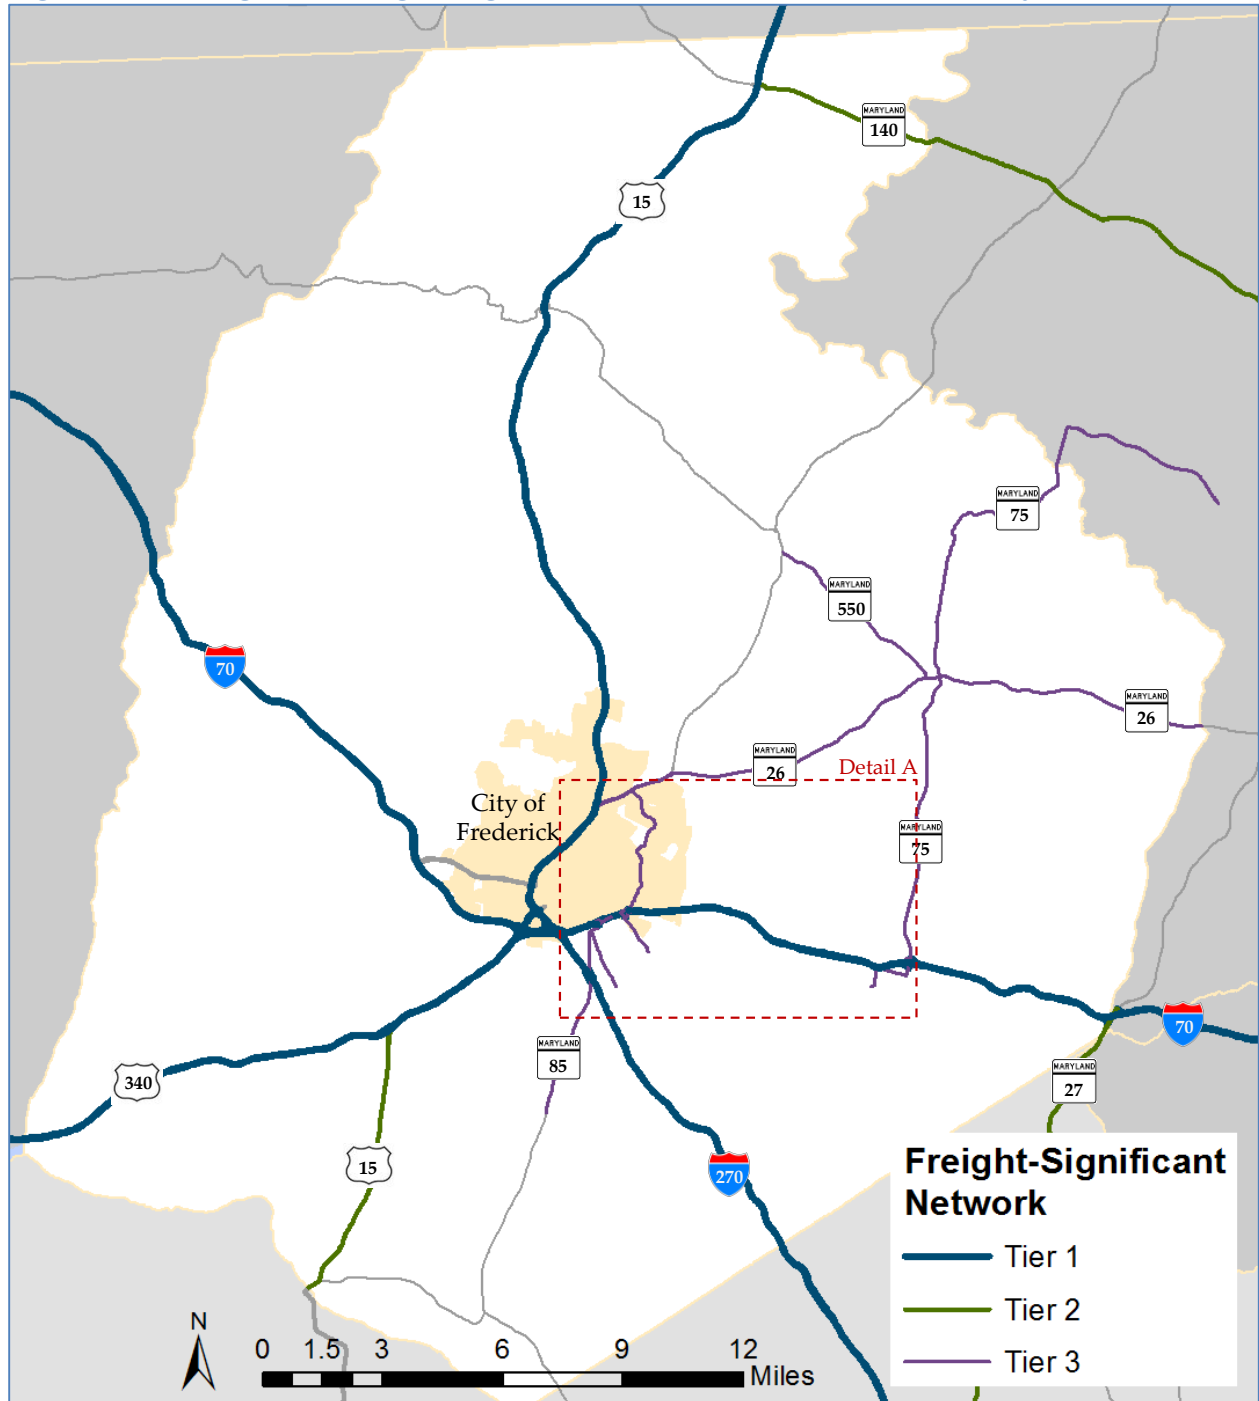 MARYLAND
140
15
MARYLAND
75
MARYLAND
550
70
MARYLAND
26
MARYLAND
26
Detail A
City of
Frederick
MARYLAND
75
70
MARYLAND
85
340
MARYLAND
27
15
270
Freight-Significant
Network
Tier 1
Tier 2
Tier 3
N
0 1.5 3 6 9 12
Miles